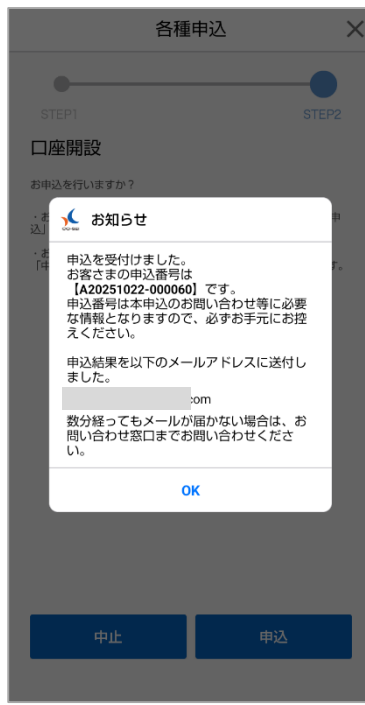 各種申込
STEP1
STEP2
口座開設
お申込を行いますか？
お知らせ
申込を受付けました。
お客さまの申込番号は
【A20251022-000060】です。
申込番号は本申込のお問い合わせ等に必要
な情報となりますので、必ずお手元にお控
えください。
申込結果を以下のメールアドレスに送付し
ました。
com
数分経ってもメールが届かない場合は、お
問い合わせ窓口までお問い合わせくださ
い。
OK
中止
申込